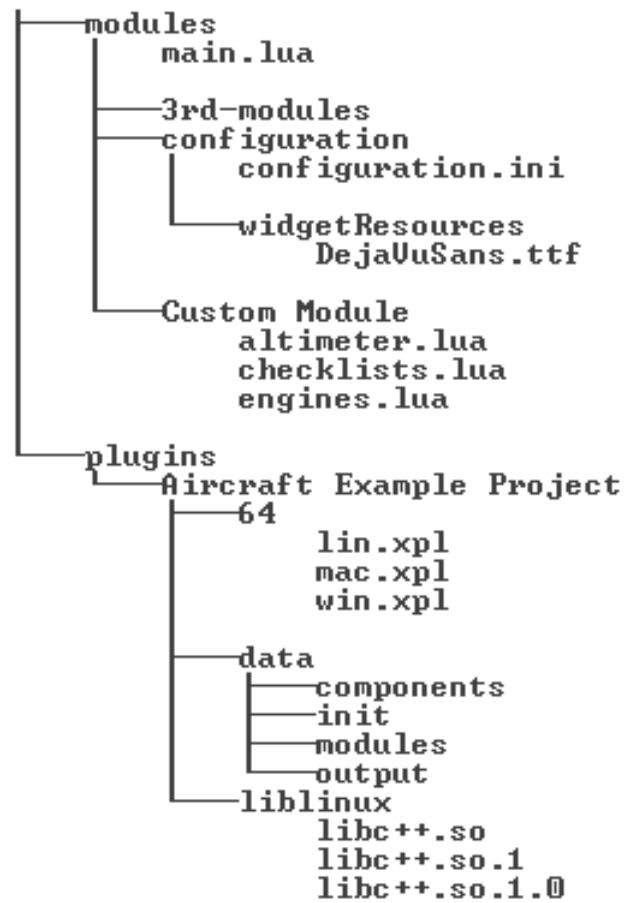 modules
main.lua
3rd-modules
configuration
configuration.ini
widgetResources
DejaVuSans.ttf
Custom Module
altimeter.lua
checklists.lua
engines.lua
plugins
Aircraft Example Project
64
lin.xpl
mac.xpl
win.xpl
data
components
init
modules
output
liblinux
libc++.so
libc++.so.1
libc++.so.1.0